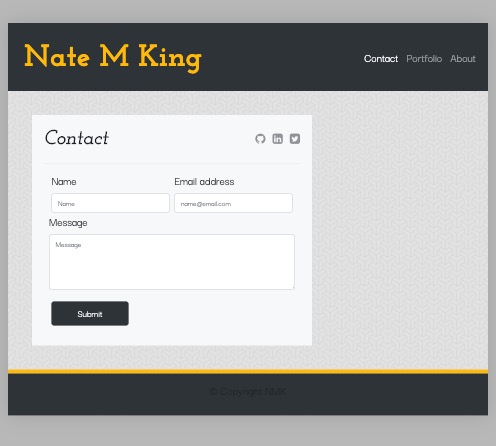 Nate M King
Contact Portfolio About
Contact
Name Email address
Name name@email.com
Message
Message
Submit
© Copyright NMK